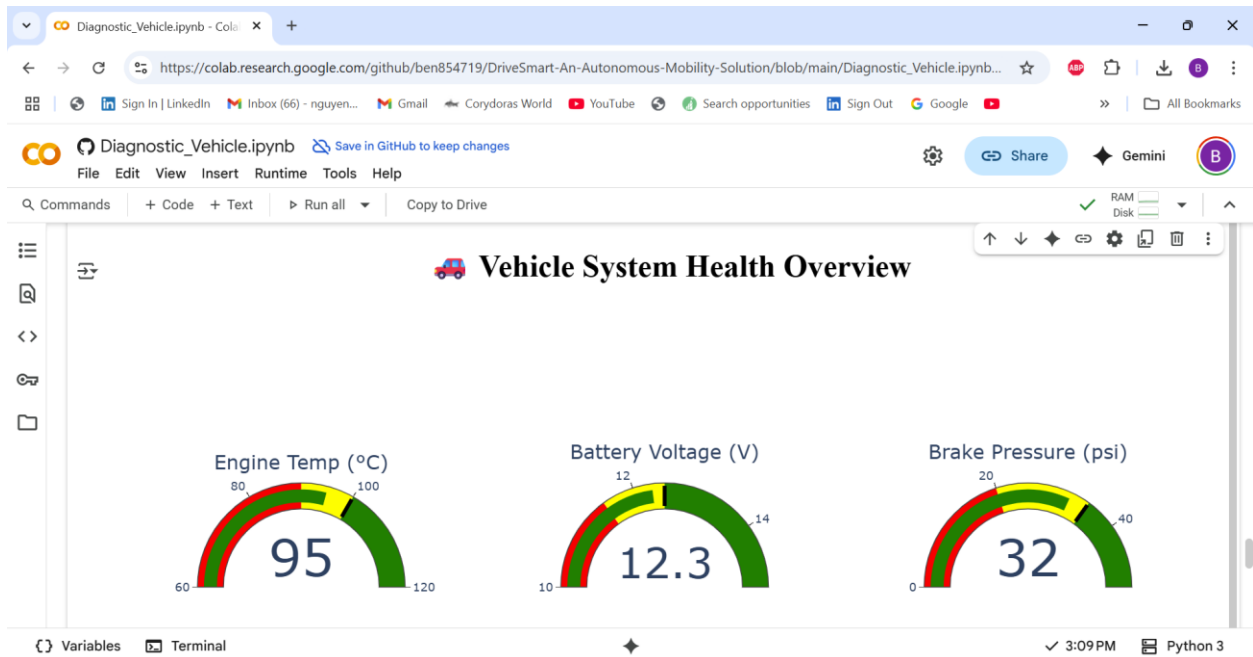 Diagnostic_Vehicle.ipynb - Cola
https://colab.research.google.com/github/ben854719/DriveSmart-An-Autonomous-Mobility-Solution/blob/main/Diagnostic_Vehicle.ipynb...
ABP
B
Sign In | LinkedIn Inbox (66) - nguyen... Gmail Corydoras World YouTube Search opportunities Sign Out Google » All Bookmarks
Diagnostic_Vehicle.ipynb Save in GitHub to keep changes
Share Gemini B
File Edit View Insert Runtime Tools Help
Commands + Code + Text Run all Copy to Drive
RAM
Disk
Vehicle System Health Overview
Engine Temp (°C)
80 100
95
60 120
Battery Voltage (V)
12
14
12.3
10
Brake Pressure (psi)
20
40
32
0
Variables Terminal 3:09 PM Python 3